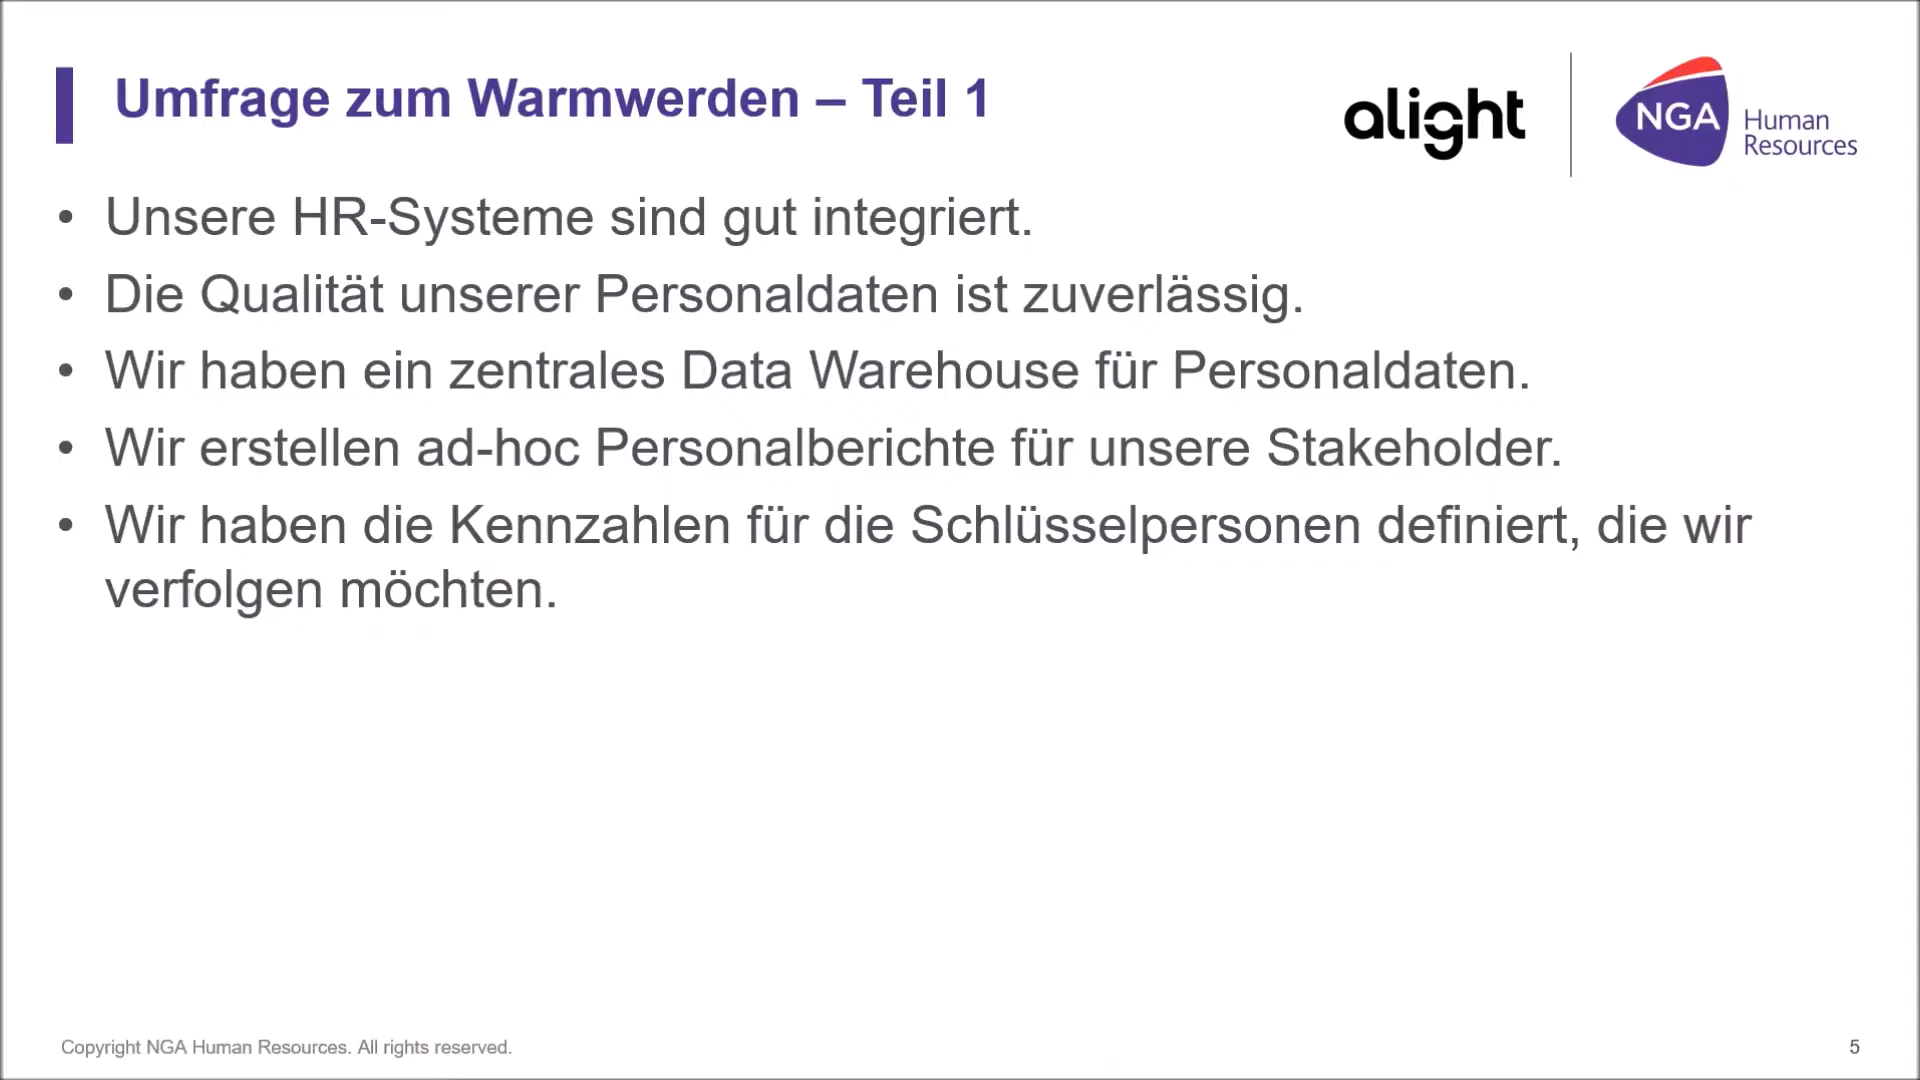 Umfrage zum Warmwerden – Teil 1
alight
NGA
Human
Resources
• Unsere HR-Systeme sind gut integriert.
• Die Qualität unserer Personaldaten ist zuverlässig.
• Wir haben ein zentrales Data Warehouse für Personaldaten.
• Wir erstellen ad-hoc Personalberichte für unsere Stakeholder.
• Wir haben die Kennzahlen für die Schlüsselpersonen definiert, die wir
verfolgen möchten.
Copyright NGA Human Resources. All rights reserved.
5